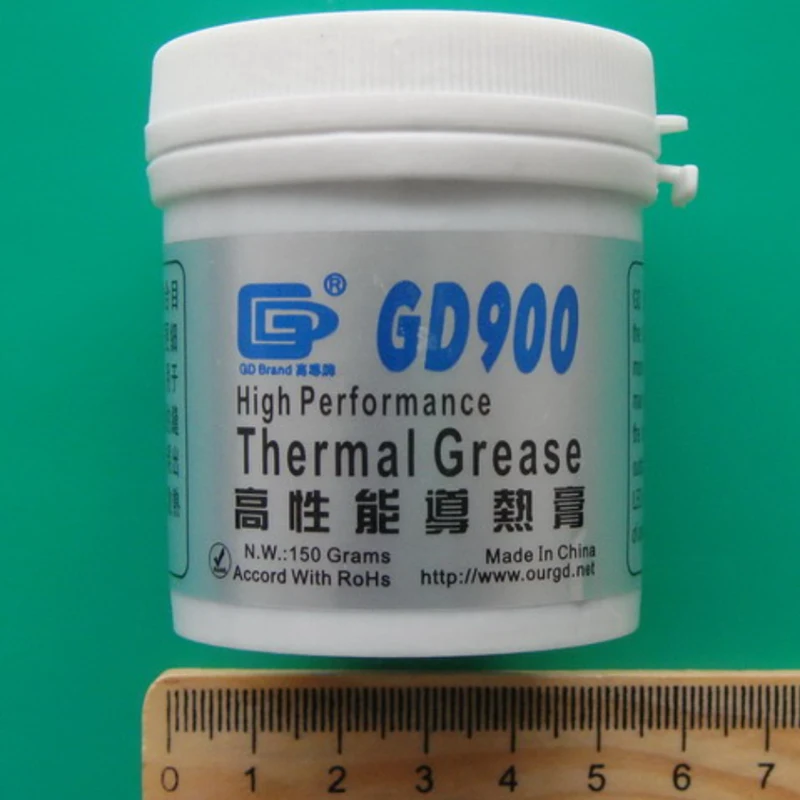 GD ®
GD900
GD Brand 高導牌
High Performance
Thermal Grease
高性能導熱膏
N.W.:150 Grams
Made In China
Accord With RoHs
http://www.ourgd.net
0 1 2 3 4 5 6 7